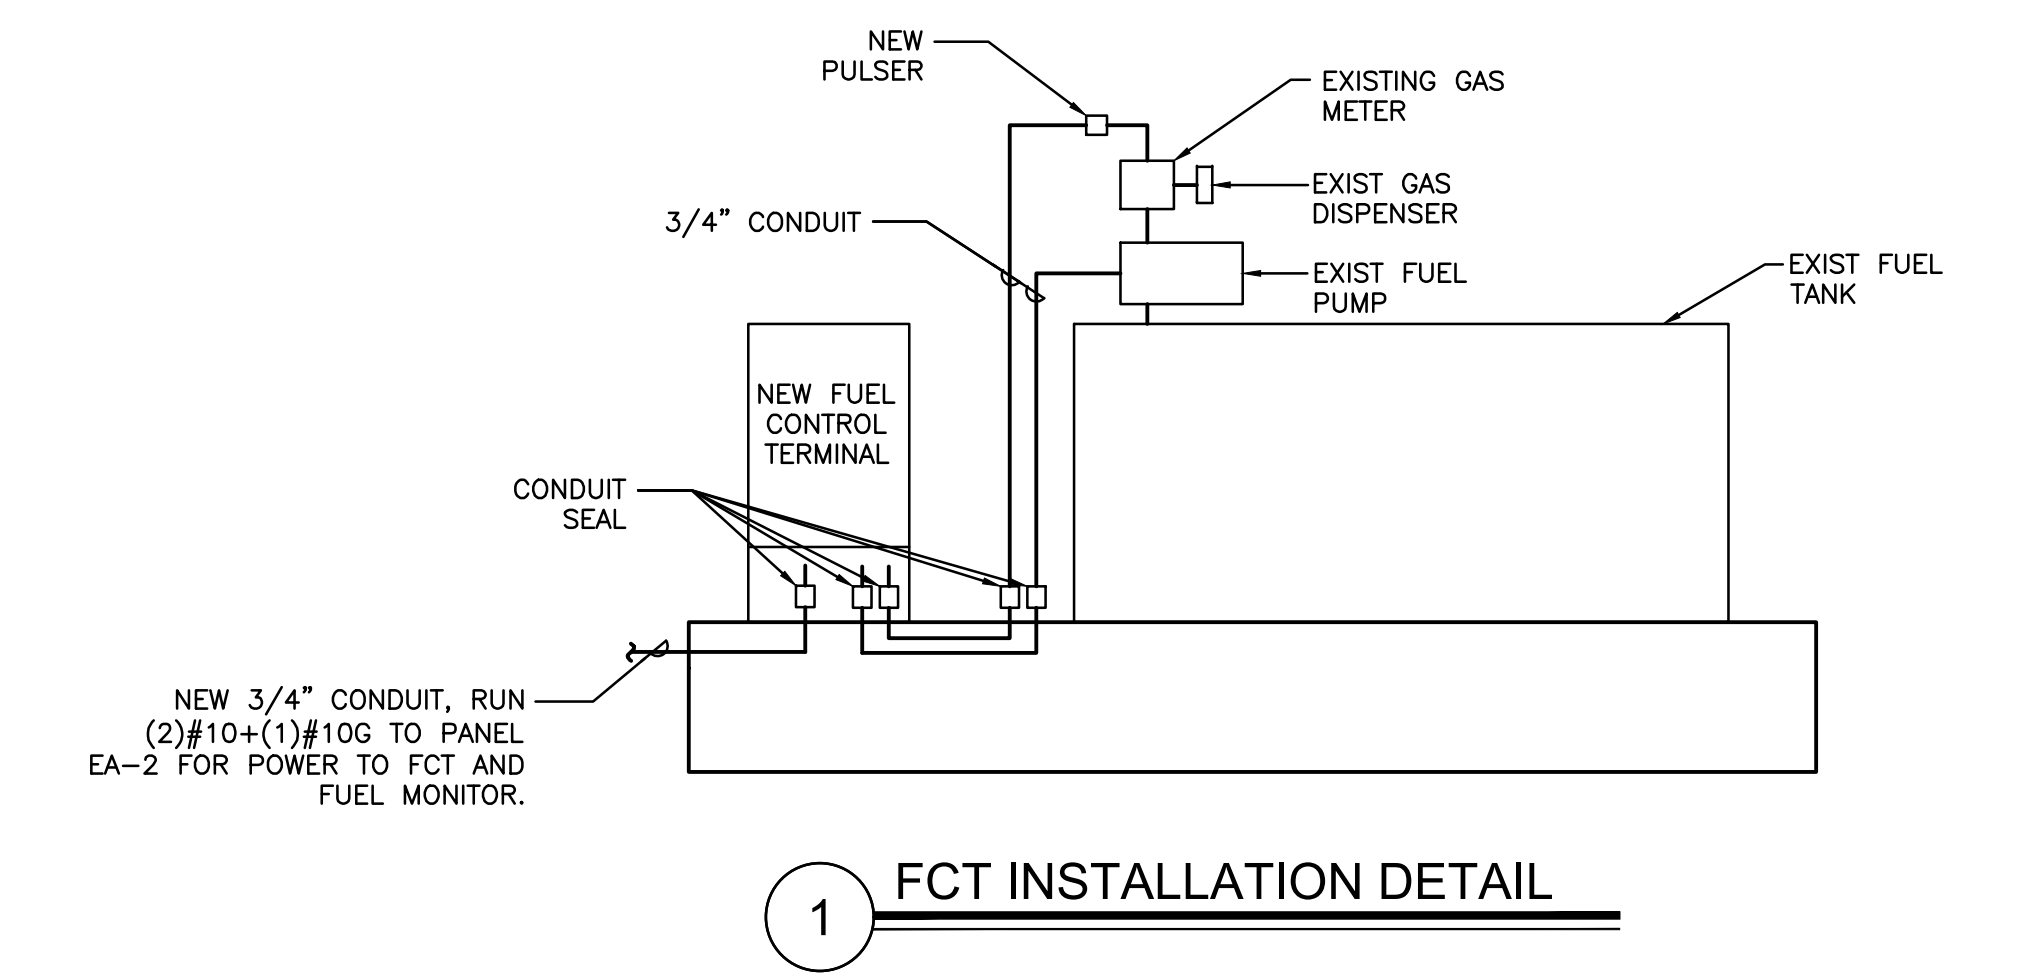 NEW
PULSER
EXISTING GAS
METER
EXIST GAS
DISPENSER
3/4” CONDUIT
EXIST FUEL
PUMP
EXIST FUEL
TANK
NEW FUEL
CONTROL
TERMINAL
CONDUIT
SEAL
NEW 3/4” CONDUIT, RUN
(2)#10+(1)#10G TO PANEL
EA-2 FOR POWER TO FCT AND
FUEL MONITOR.
1
FCT INSTALLATION DETAIL